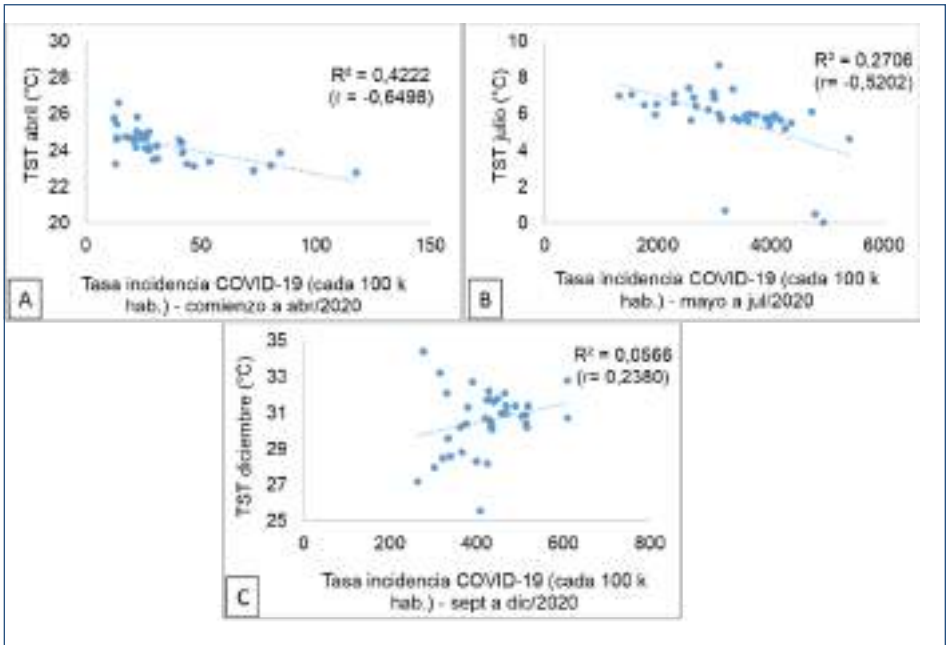 30
28
26
24
22
20
TST abril (°C)
R² = 0,4222
(r = -0,6498)
0 50 100 150
Tasa incidencia COVID-19 (cada 100 k
hab.) - comienzo a abr/2020
A
10
8
6
4
2
0
TST julio (°C)
R² = 0,2706
(r= -0,5202)
0 2000 4000 6000
Tasa incidencia COVID-19 (cada 100 k
hab.) - mayo a jul/2020
B
35
33
31
29
27
25
TST diciembre (°C)
R² = 0,0566
(r= 0,2380)
0 200 400 600 800
Tasa incidencia COVID-19 (cada 100 k
hab.) - sept a dic/2020
C